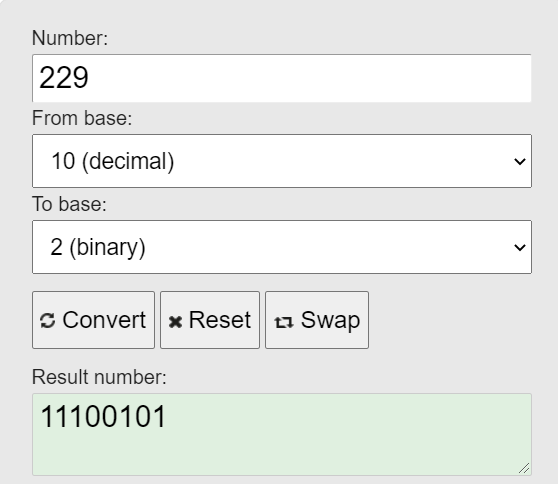 Number:
229
From base:
10 (decimal)
To base:
2 (binary)
Convert Reset Swap
Result number:
11100101